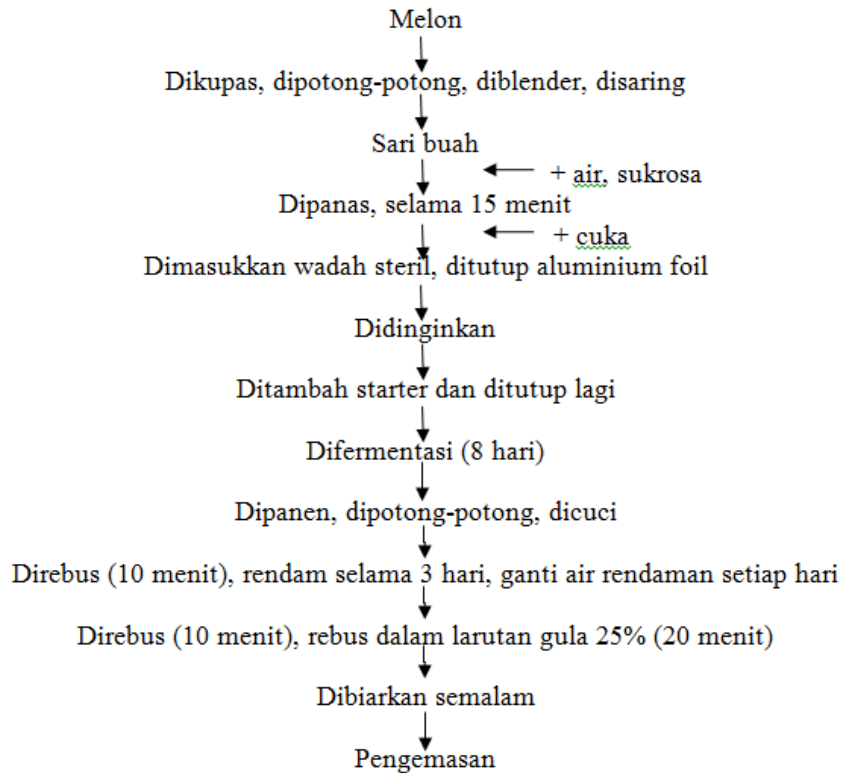 Melon
Dikupas, dipotong-potong, diblender, disaring
Sari buah
+ air, sukrosa
Dipanas, selama 15 menit
+ cuka
Dimasukkan wadah steril, ditutup aluminium foil
Didinginkan
Ditambah starter dan ditutup lagi
Difermentasi (8 hari)
Dipanen, dipotong-potong, dicuci
Direbus (10 menit), rendam selama 3 hari, ganti air rendaman setiap hari
Direbus (10 menit), rebus dalam larutan gula 25% (20 menit)
Dibiarkan semalam
Pengemasan